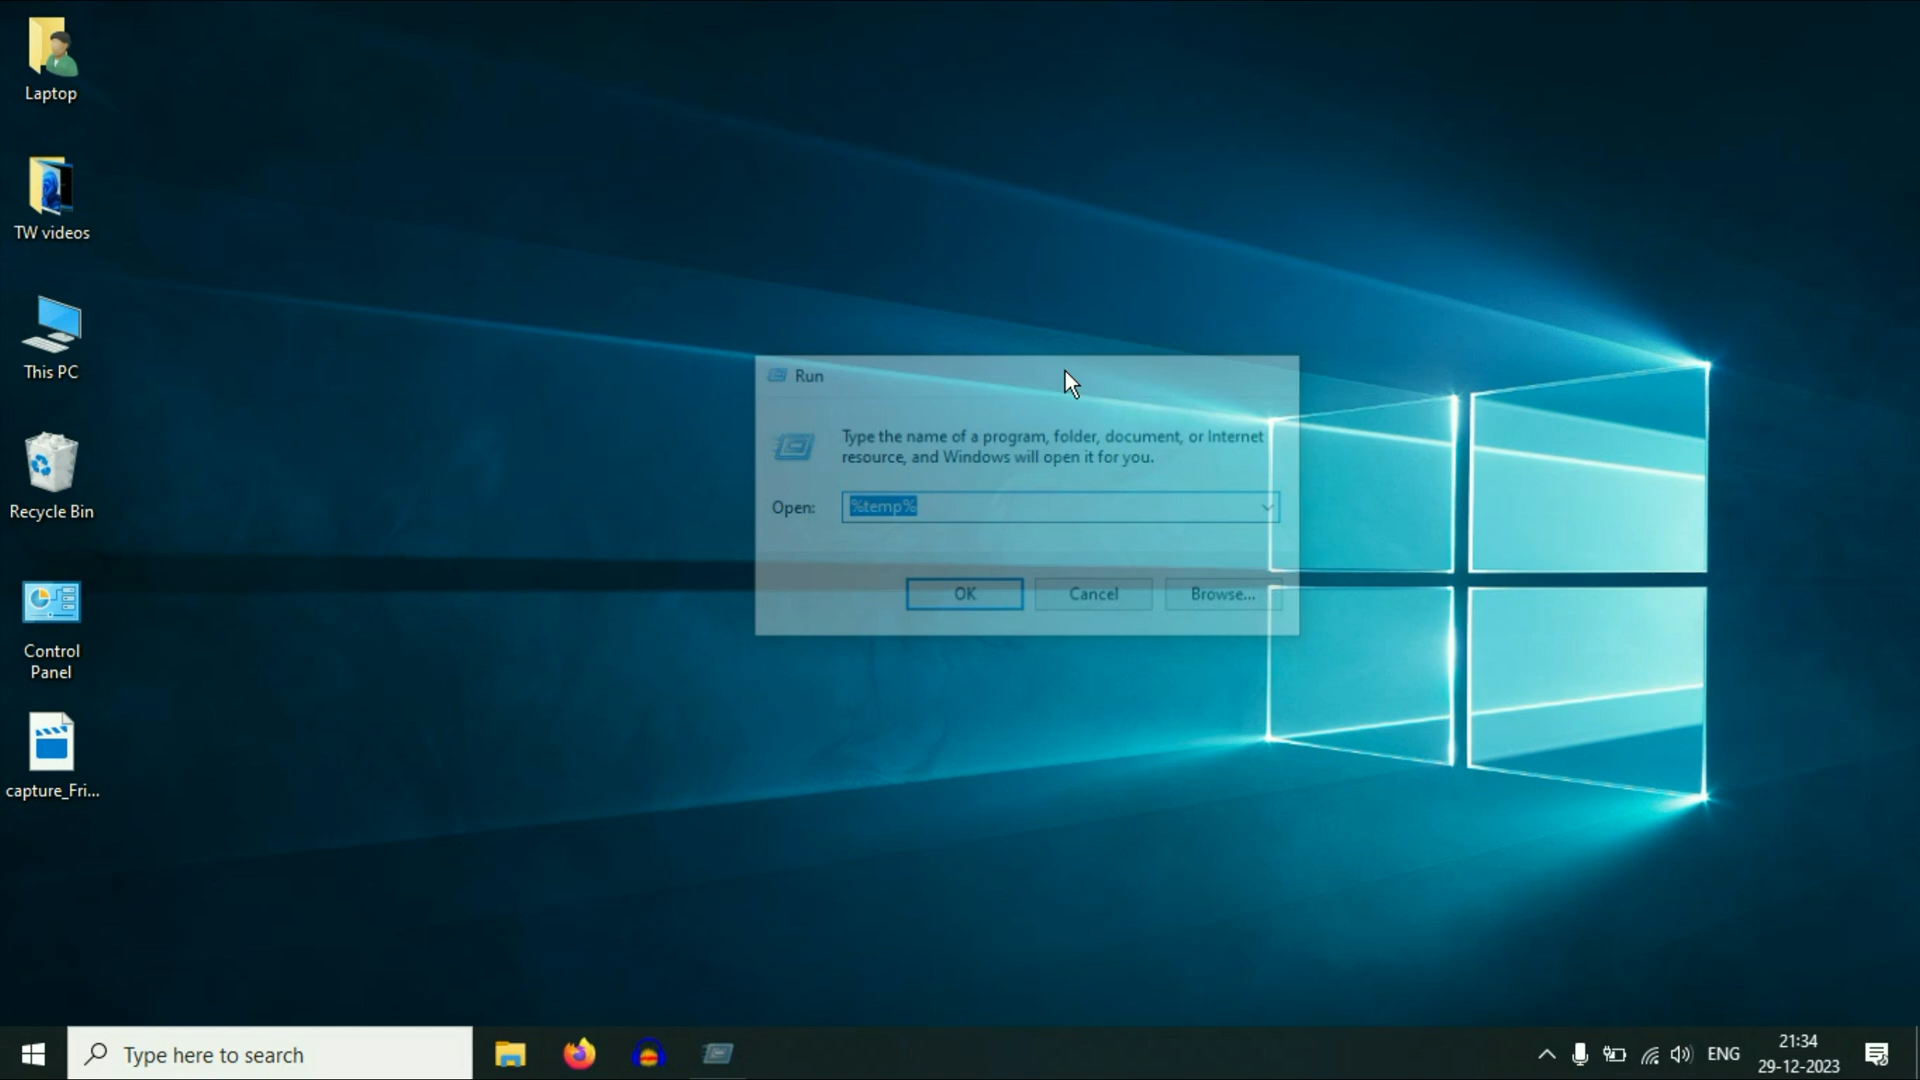 Laptop
TW videos
This PC
Recycle Bin
Control
Panel
capture_Fri...
Run
Type the name of a program, folder, document, or Internet
resource, and Windows will open it for you.
Open:
%temp%
OK
Cancel
Browse...
Type here to search
ENG
21:34
29-12-2023